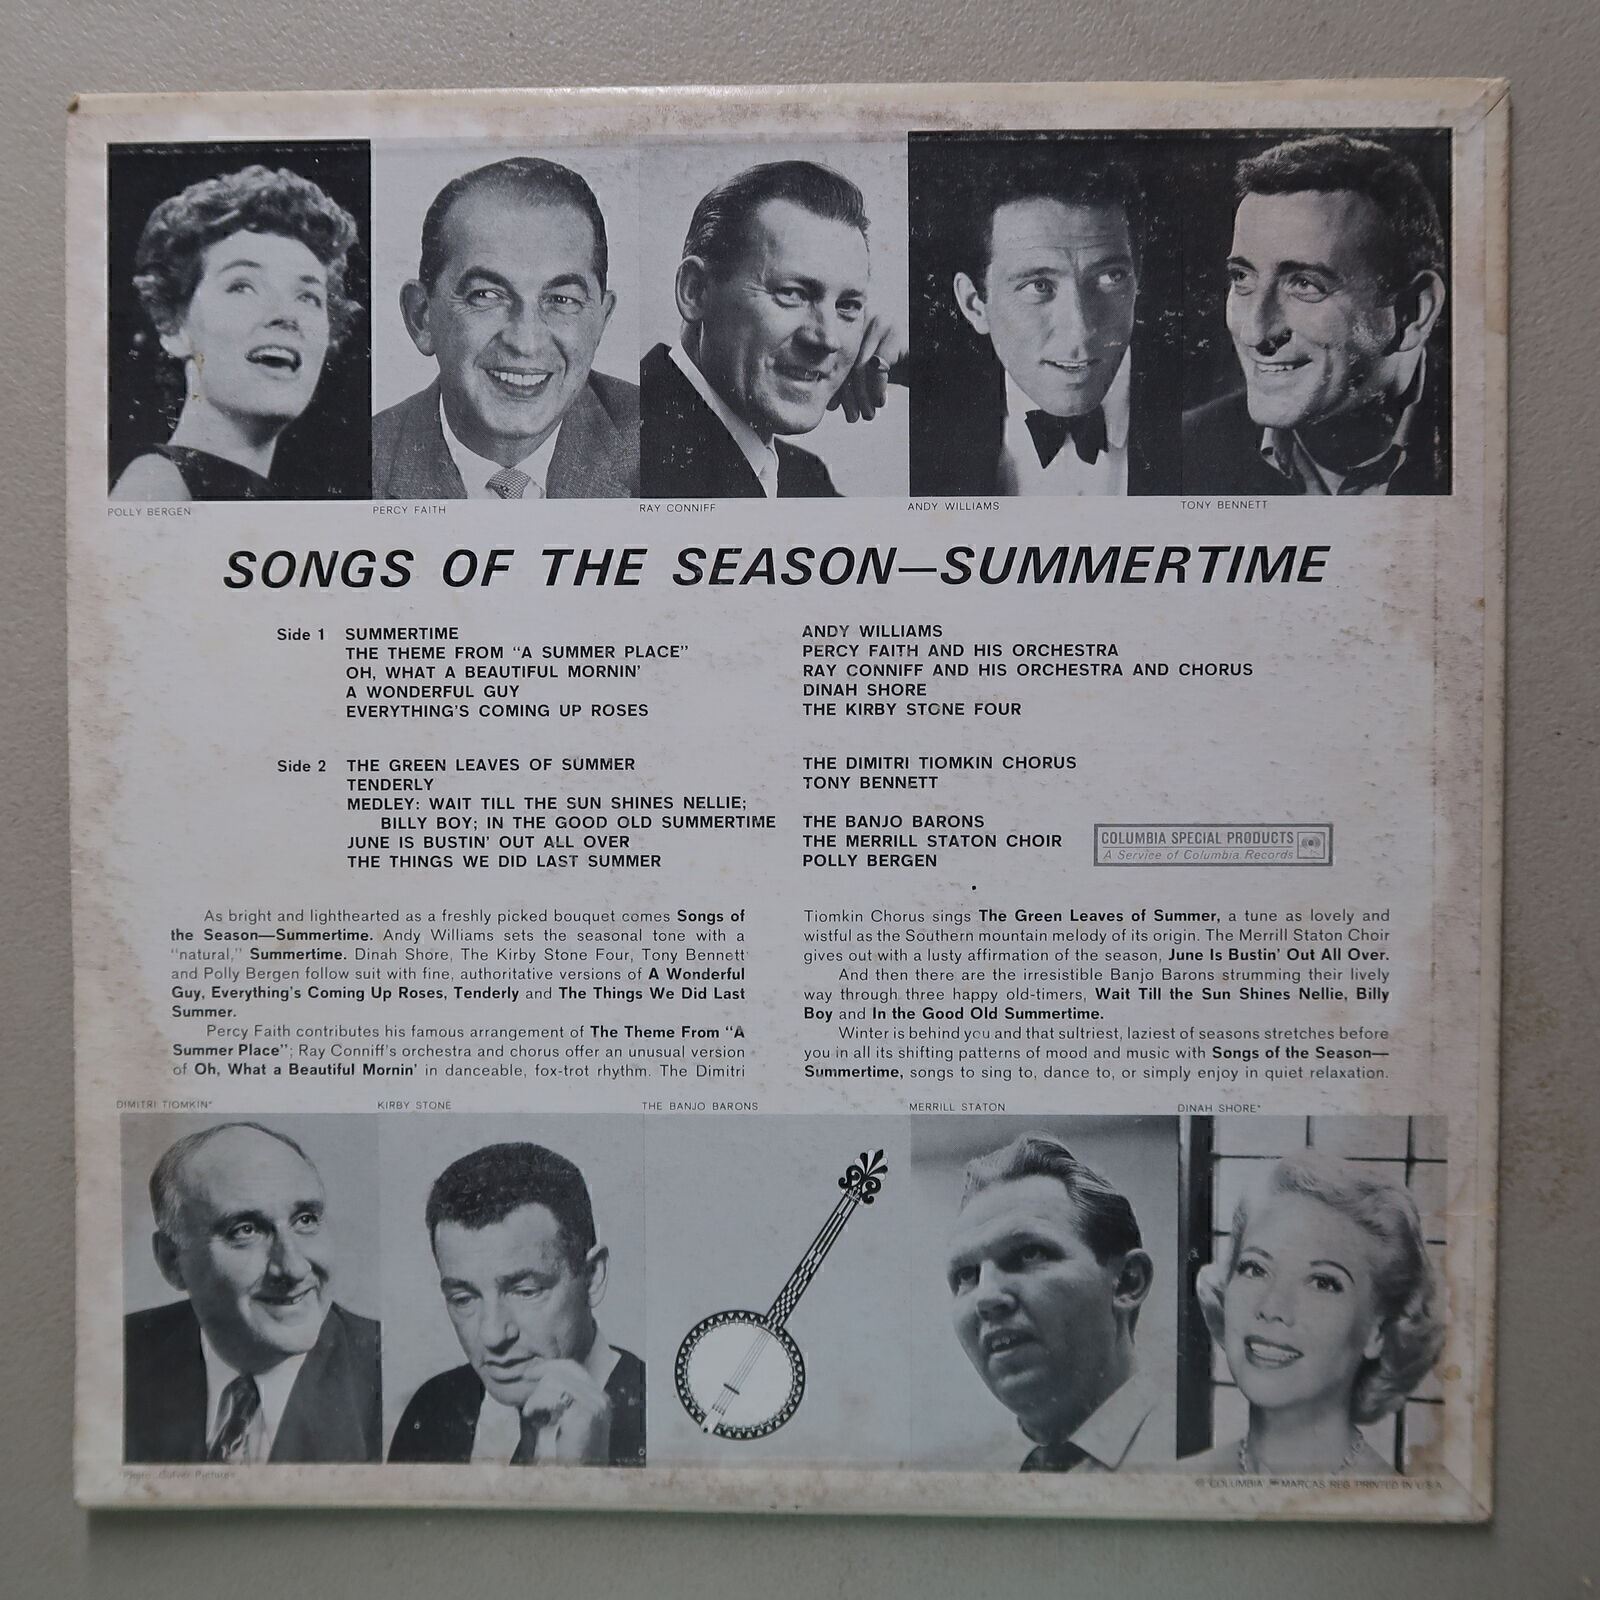 POLLY BERGEN
PERCY FAITH
RAY CONNIFF
ANDY WILLIAMS
TONY BENNETT
SONGS OF THE SEASON—SUMMERTIME
Side 1 SUMMERTIME ANDY WILLIAMS
THE THEME FROM "A SUMMER PLACE" PERCY FAITH AND HIS ORCHESTRA
OH, WHAT A BEAUTIFUL MORNIN' RAY CONNIFF AND HIS ORCHESTRA AND CHORUS
A WONDERFUL GUY DINAH SHORE
EVERYTHING'S COMING UP ROSES THE KIRBY STONE FOUR
Side 2 THE GREEN LEAVES OF SUMMER THE DIMITRI TIOMKIN CHORUS
TENDERLY TONY BENNETT
MEDLEY: WAIT TILL THE SUN SHINES NELLIE;
BILLY BOY; IN THE GOOD OLD SUMMERTIME THE BANJO BARONS
JUNE IS BUSTIN' OUT ALL OVER THE MERRILL STATON CHOIR
THE THINGS WE DID LAST SUMMER POLLY BERGEN
COLUMBIA SPECIAL PRODUCTS
A Service of Columbia Records
As bright and lighthearted as a freshly picked bouquet comes Songs of
the Season—Summertime. Andy Williams sets the seasonal tone with a
"natural," Summertime. Dinah Shore, The Kirby Stone Four, Tony Bennett
and Polly Bergen follow suit with fine, authoritative versions of A Wonderful
Guy, Everything's Coming Up Roses, Tenderly and The Things We Did Last
Summer.
Percy Faith contributes his famous arrangement of The Theme From "A
Summer Place"; Ray Conniff's orchestra and chorus offer an unusual version
of Oh, What a Beautiful Mornin' in danceable, fox-trot rhythm. The Dimitri
Tiomkin Chorus sings The Green Leaves of Summer, a tune as lovely and
wistful as the Southern mountain melody of its origin. The Merrill Staton Choir
gives out with a lusty affirmation of the season, June Is Bustin' Out All Over.
And then there are the irresistible Banjo Barons strumming their lively
way through three happy old-timers, Wait Till the Sun Shines Nellie, Billy
Boy and In the Good Old Summertime.
Winter is behind you and that sultriest, laziest of seasons stretches before
you in all its shifting patterns of mood and music with Songs of the Season—
Summertime, songs to sing to, dance to, or simply enjoy in quiet relaxation.
DIMITRI TIOMKIN*
KIRBY STONE
THE BANJO BARONS
MERRILL STATON
DINAH SHORE*
*Photo: Culver Pictures
© COLUMBIA MARCAS REG. PRINTED IN U.S.A.